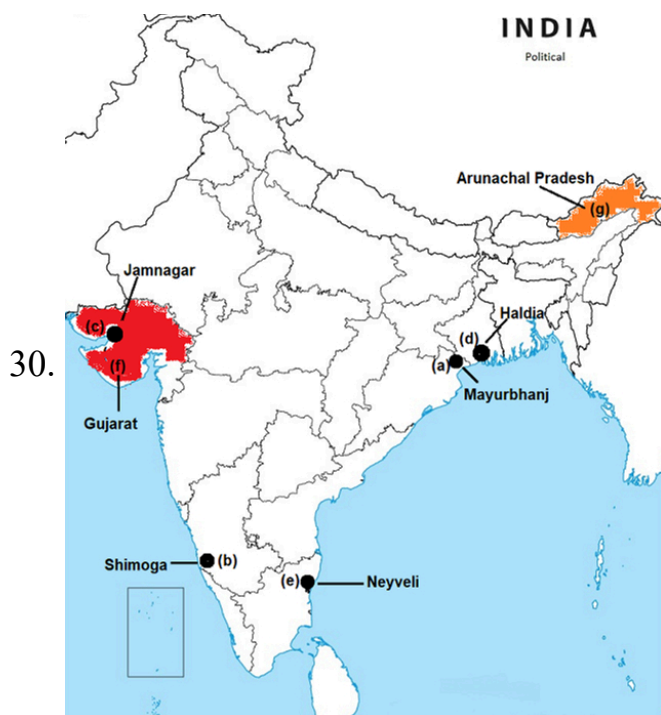 INDIA
Political
Arunachal Pradesh
(g)
Jamnagar
(c)
Haldia
(d)
(a)
Mayurbhanj
30.
(f)
Gujarat
Shimoga
(b)
(e)
Neyveli